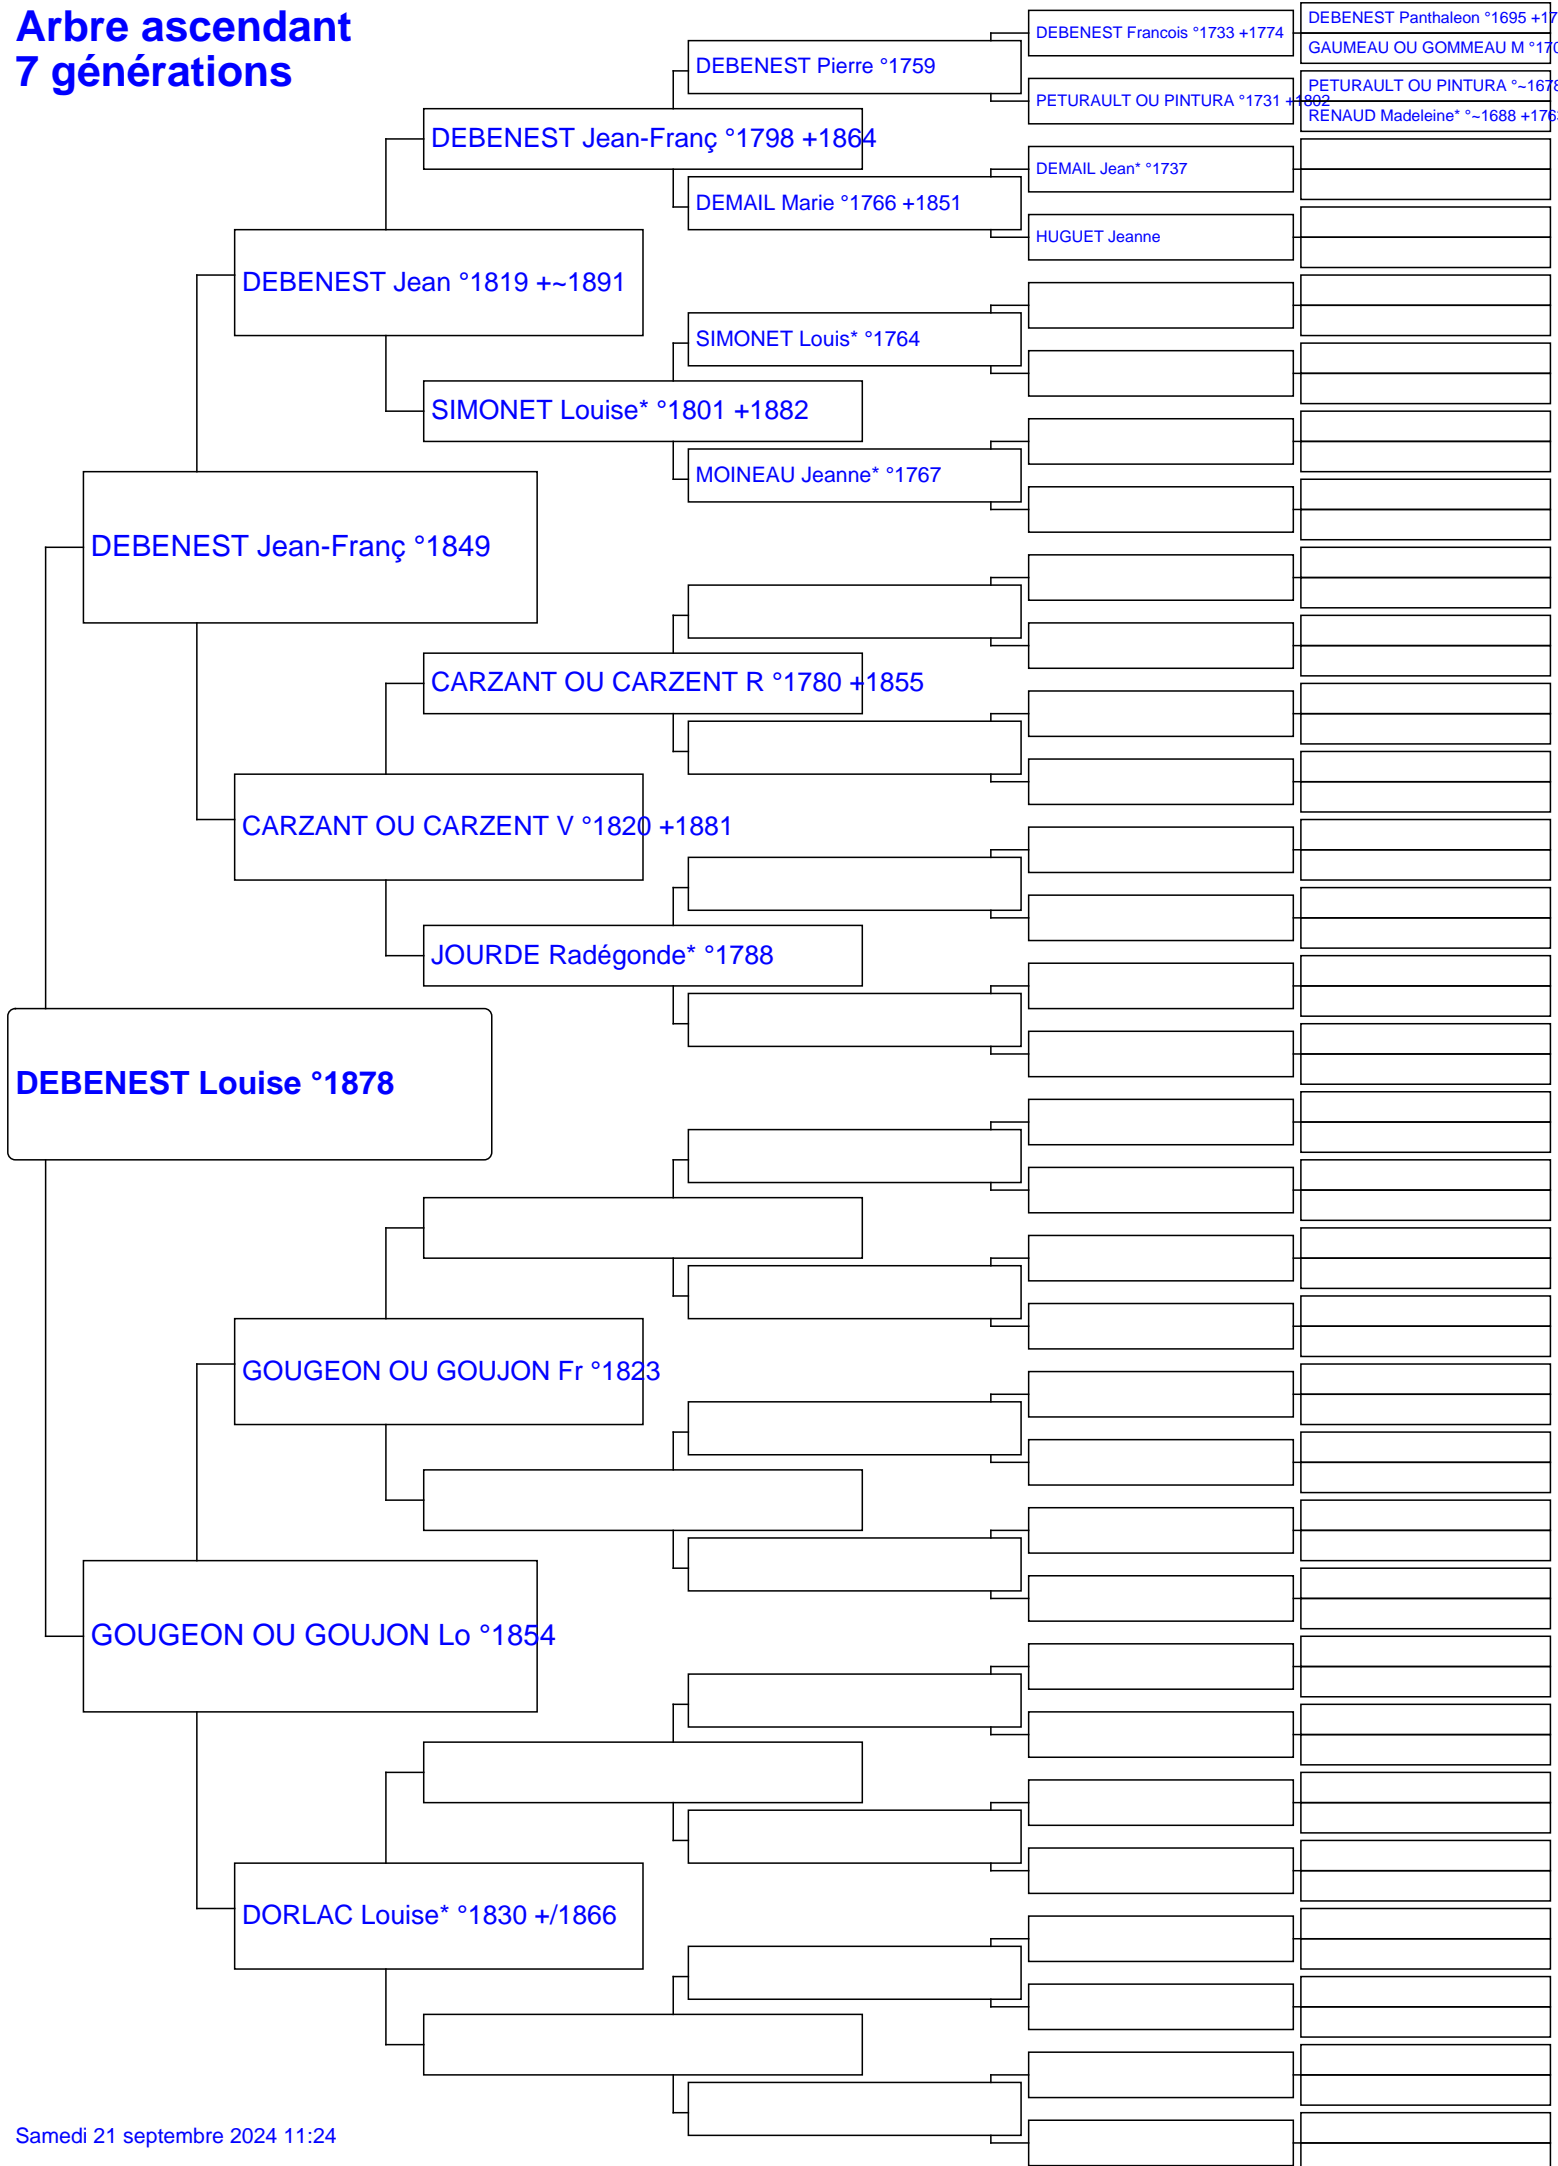 Arbre ascendant
7 générations
DEBENEST Panthaleon °1695 +17
DEBENEST Francois °1733 +1774
GAUMEAU OU GOMMEAU M °170
DEBENEST Pierre °1759
PETURAULT OU PINTURA °~1678
PETURAULT OU PINTURA °1731 +1802
RENAUD Madeleine* °~1688 +176
DEBENEST Jean-Franç °1798 +1864
DEMAIL Jean* °1737
DEMAIL Marie °1766 +1851
HUGUET Jeanne
DEBENEST Jean °1819 +~1891
SIMONET Louis* °1764
SIMONET Louise* °1801 +1882
MOINEAU Jeanne* °1767
DEBENEST Jean-Franç °1849
CARZANT OU CARZENT R °1780 +1855
CARZANT OU CARZENT V °1820 +1881
JOURDE Radégonde* °1788
DEBENEST Louise °1878
GOUGEON OU GOUJON Fr °1823
GOUGEON OU GOUJON Lo °1854
DORLAC Louise* °1830 +/1866
Samedi 21 septembre 2024 11:24